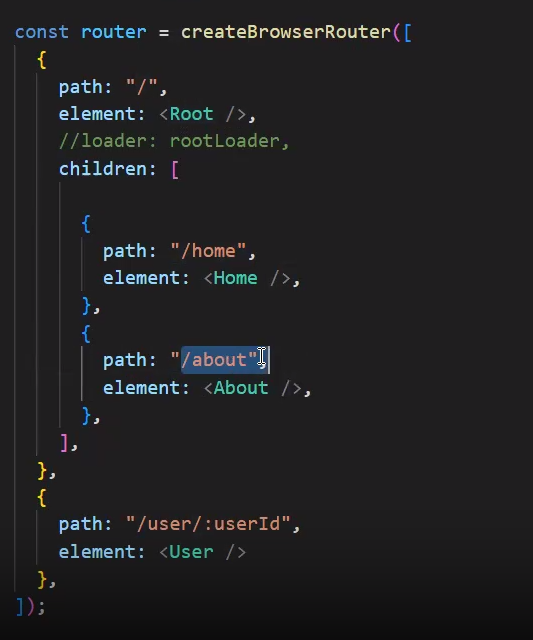 const router = createBrowserRouter([
{
path: "/",
element: <Root />,
//loader: rootLoader,
children: [
{
path: "/home",
element: <Home />,
},
{
path: "/about",
element: <About />,
},
],
},
{
path: "/user/:userId",
element: <User />
},
]);